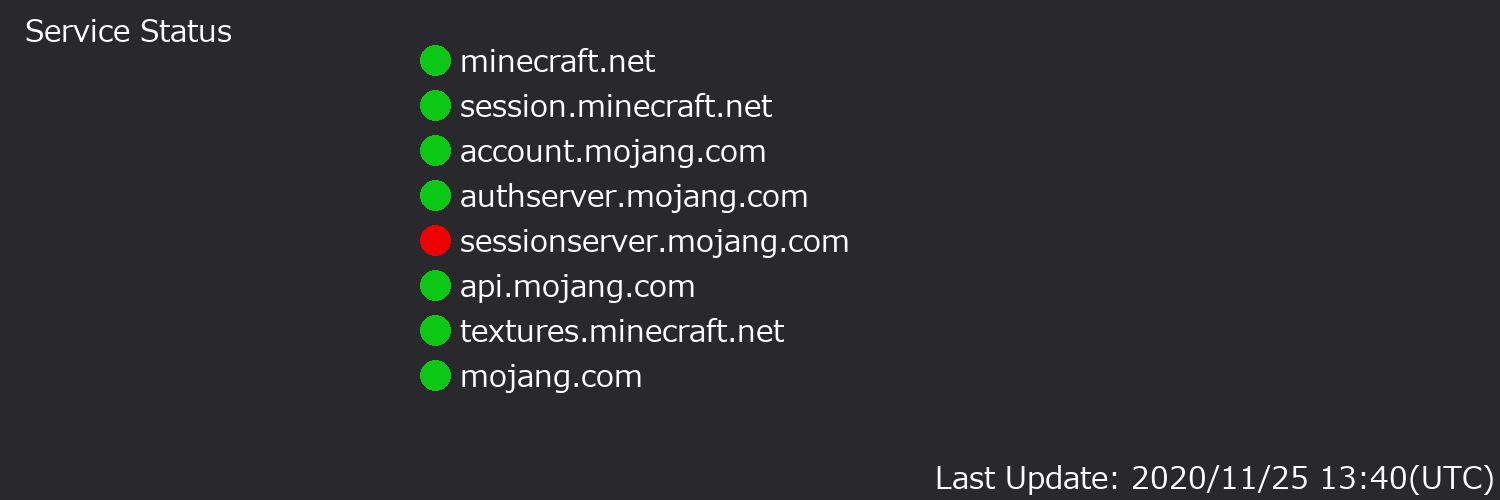 Service Status
minecraft.net
session.minecraft.net
account.mojang.com
authserver.mojang.com
sessionserver.mojang.com
api.mojang.com
textures.minecraft.net
mojang.com
Last Update: 2020/11/25 13:40(UTC)